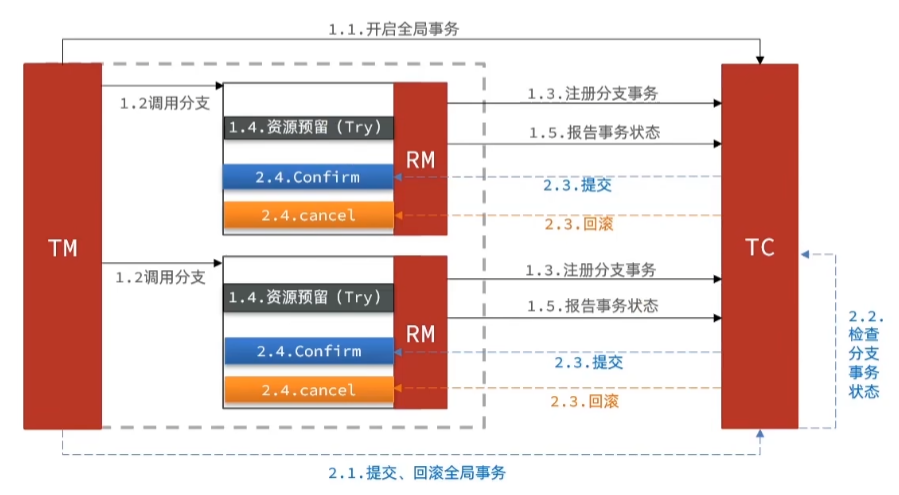 1.1.开启全局事务
TM
1.2调用分支
1.4.资源预留（Try）
2.4.Confirm
2.4.cancel
RM
1.3.注册分支事务
1.5.报告事务状态
2.3.提交
2.3.回滚
TC
1.2调用分支
1.4.资源预留（Try）
2.4.Confirm
2.4.cancel
RM
1.3.注册分支事务
1.5.报告事务状态
2.3.提交
2.3.回滚
2.2.
检查
分支
事务
状态
2.1.提交、回滚全局事务